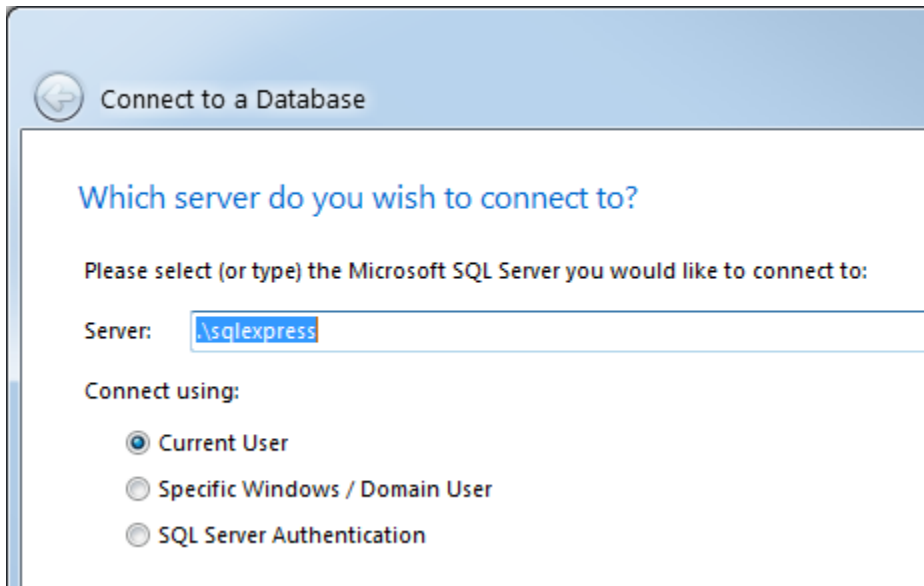 Connect to a Database
Which server do you wish to connect to?
Please select (or type) the Microsoft SQL Server you would like to connect to:
Server: .\sqlexpress
Connect using:
Current User
Specific Windows / Domain User
SQL Server Authentication